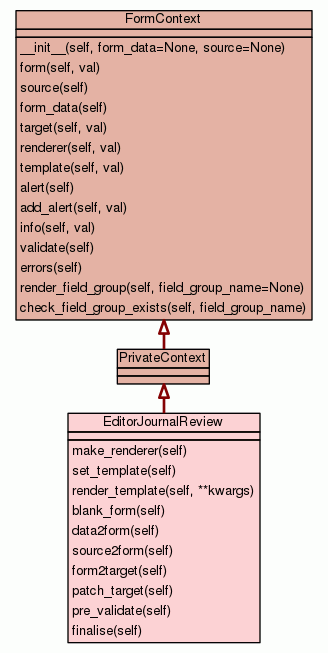 FormContext
__init__(self, form_data=None, source=None)
form(self, val)
source(self)
form_data(self)
target(self, val)
renderer(self, val)
template(self, val)
alert(self)
add_alert(self, val)
info(self, val)
validate(self)
errors(self)
render_field_group(self, field_group_name=None)
check_field_group_exists(self, field_group_name)
PrivateContext
EditorJournalReview
make_renderer(self)
set_template(self)
render_template(self, **kwargs)
blank_form(self)
data2form(self)
source2form(self)
form2target(self)
patch_target(self)
pre_validate(self)
finalise(self)